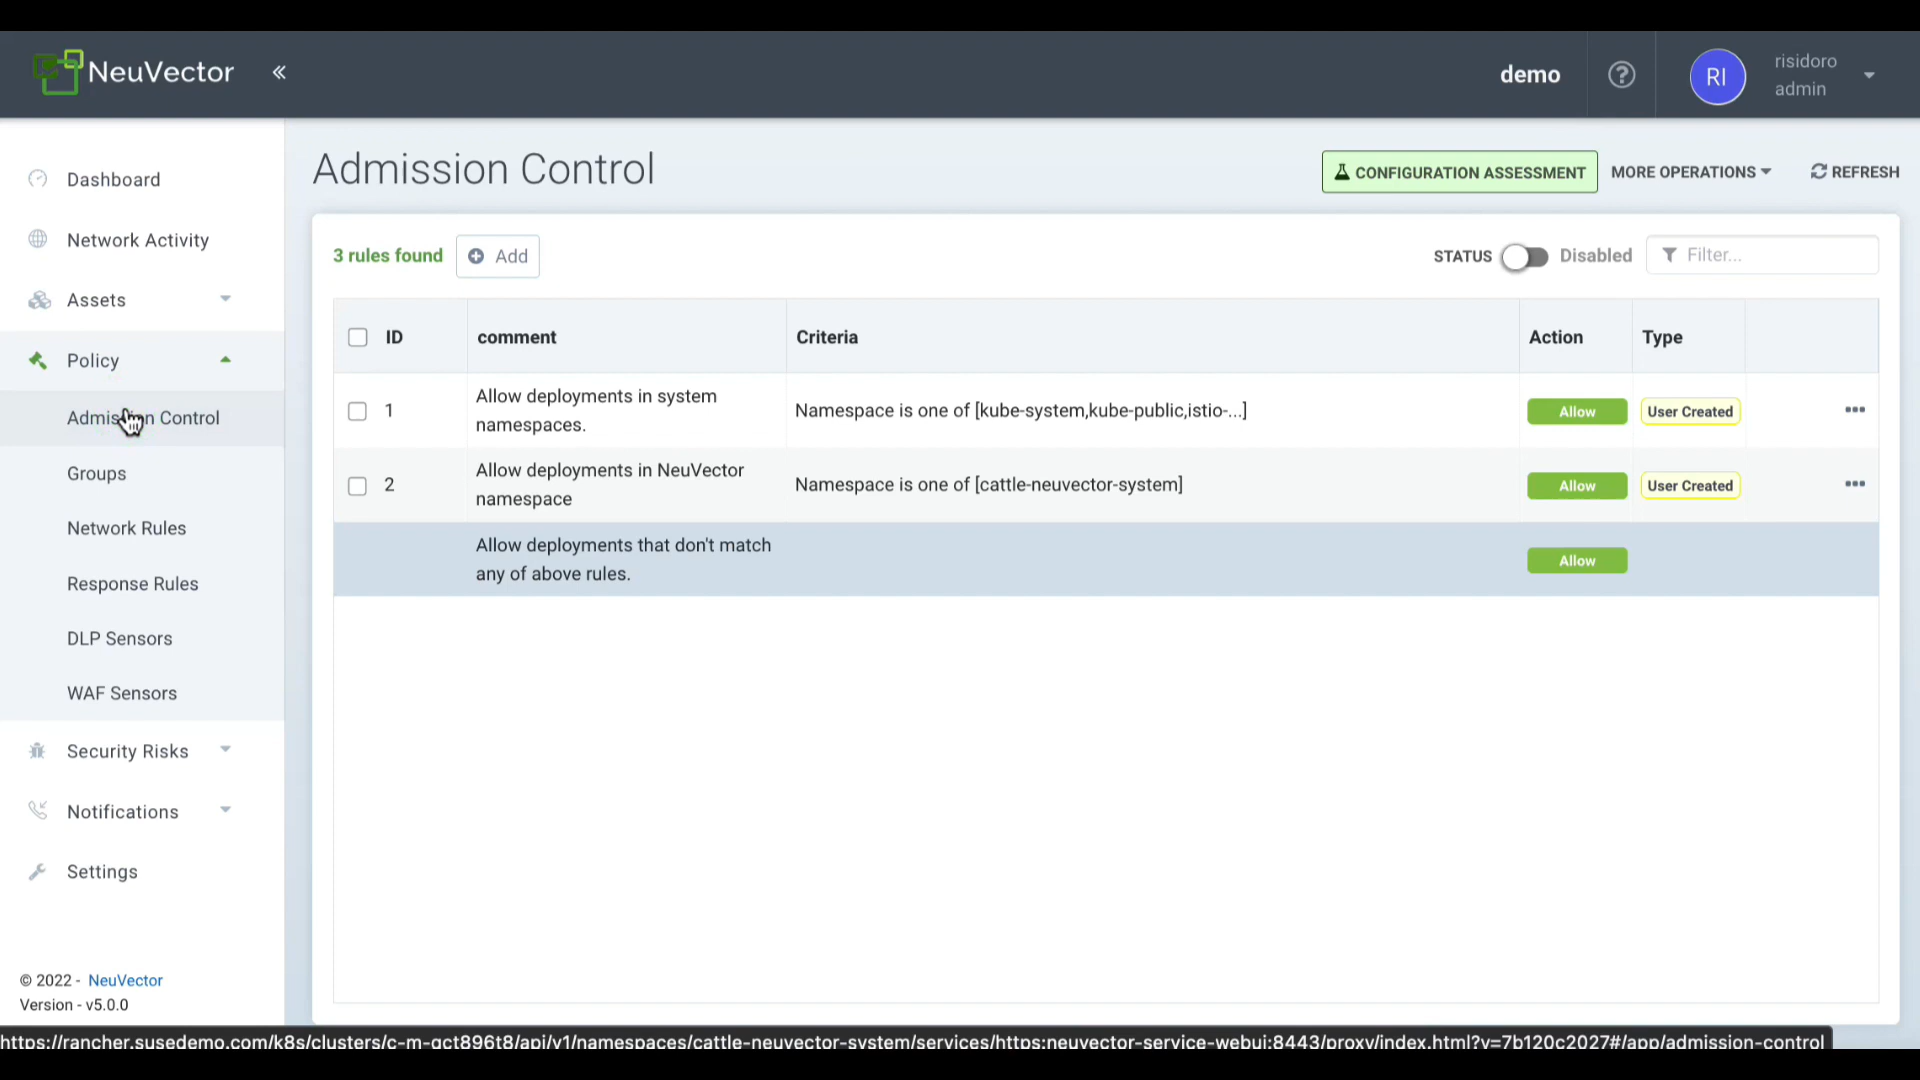 NeuVector
«
demo
RI
risidoro
admin
Dashboard
Network Activity
Assets
Policy
Admission Control
Groups
Network Rules
Response Rules
DLP Sensors
WAF Sensors
Security Risks
Notifications
Settings
© 2022 - NeuVector
Version - v5.0.0
Admission Control
CONFIGURATION ASSESSMENT
MORE OPERATIONS
REFRESH
3 rules found
Add
STATUS
Disabled
Filter...
ID comment Criteria Action Type
1
Allow deployments in system
namespaces.
Namespace is one of [kube-system,kube-public,istio-...]
Allow
User Created
2
Allow deployments in NeuVector
namespace
Namespace is one of [cattle-neuvector-system]
Allow
User Created
Allow deployments that don't match
any of above rules.
Allow
https://rancher.susedemo.com/k8s/clusters/c-m-qct896t8/api/v1/namespaces/cattle-neuvector-system/services/https:neuvector-service-webui:8443/proxy/index.html?v=7b120c2027#/app/admission-control